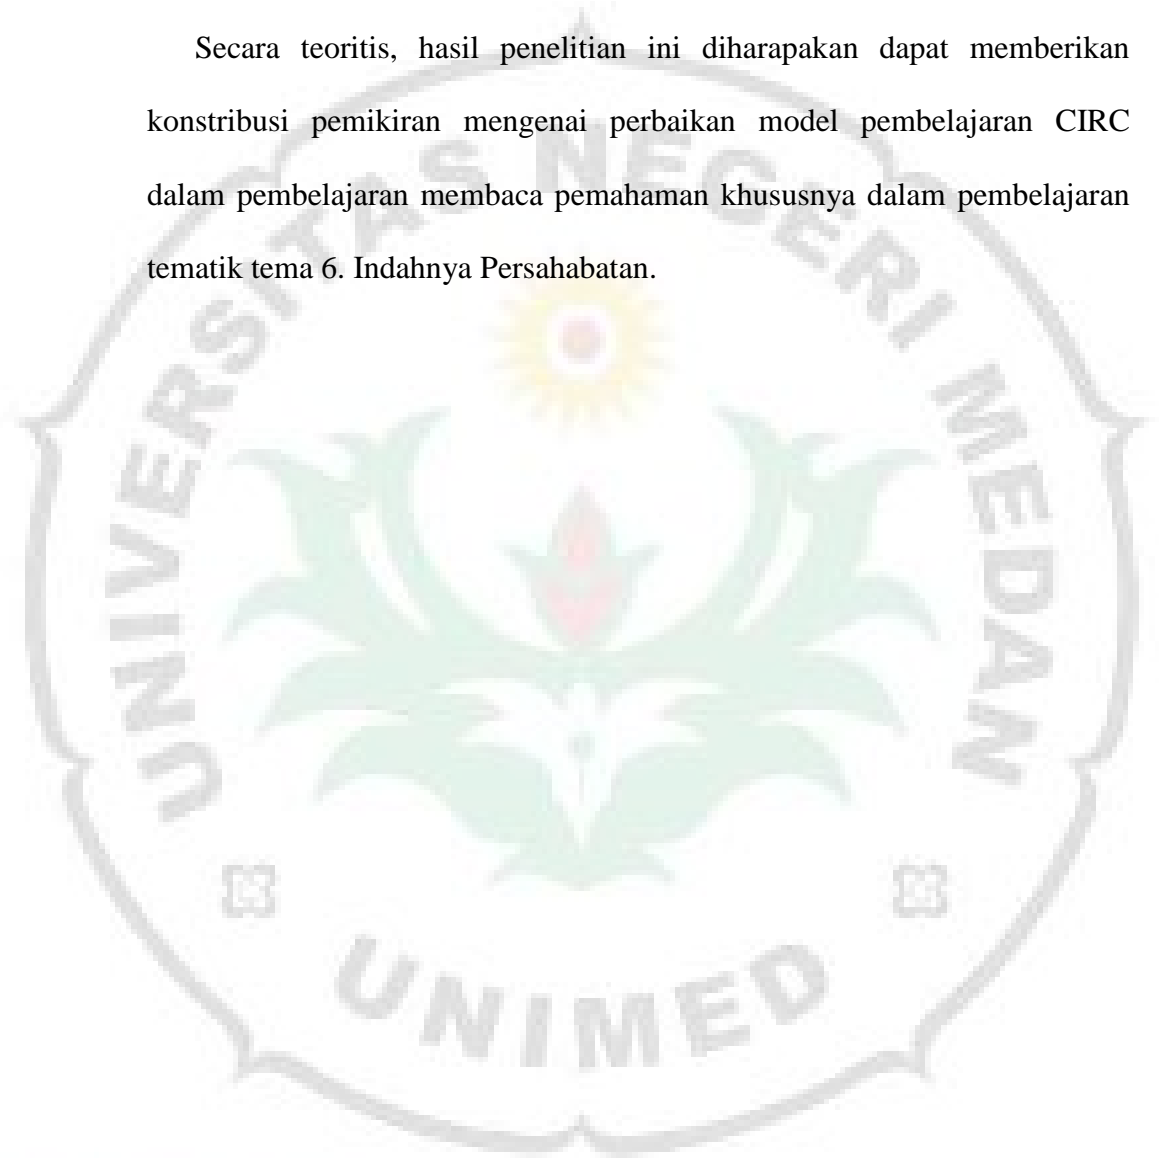 Secara teoritis, hasil penelitian ini diharapakan dapat memberikan
konstribusi pemikiran mengenai perbaikan model pembelajaran CIRC
dalam pembelajaran membaca pemahaman khususnya dalam pembelajaran
tematik tema 6. Indahnya Persahabatan.
UNIVERSITAS NEGERI MEDAN
UNIMED